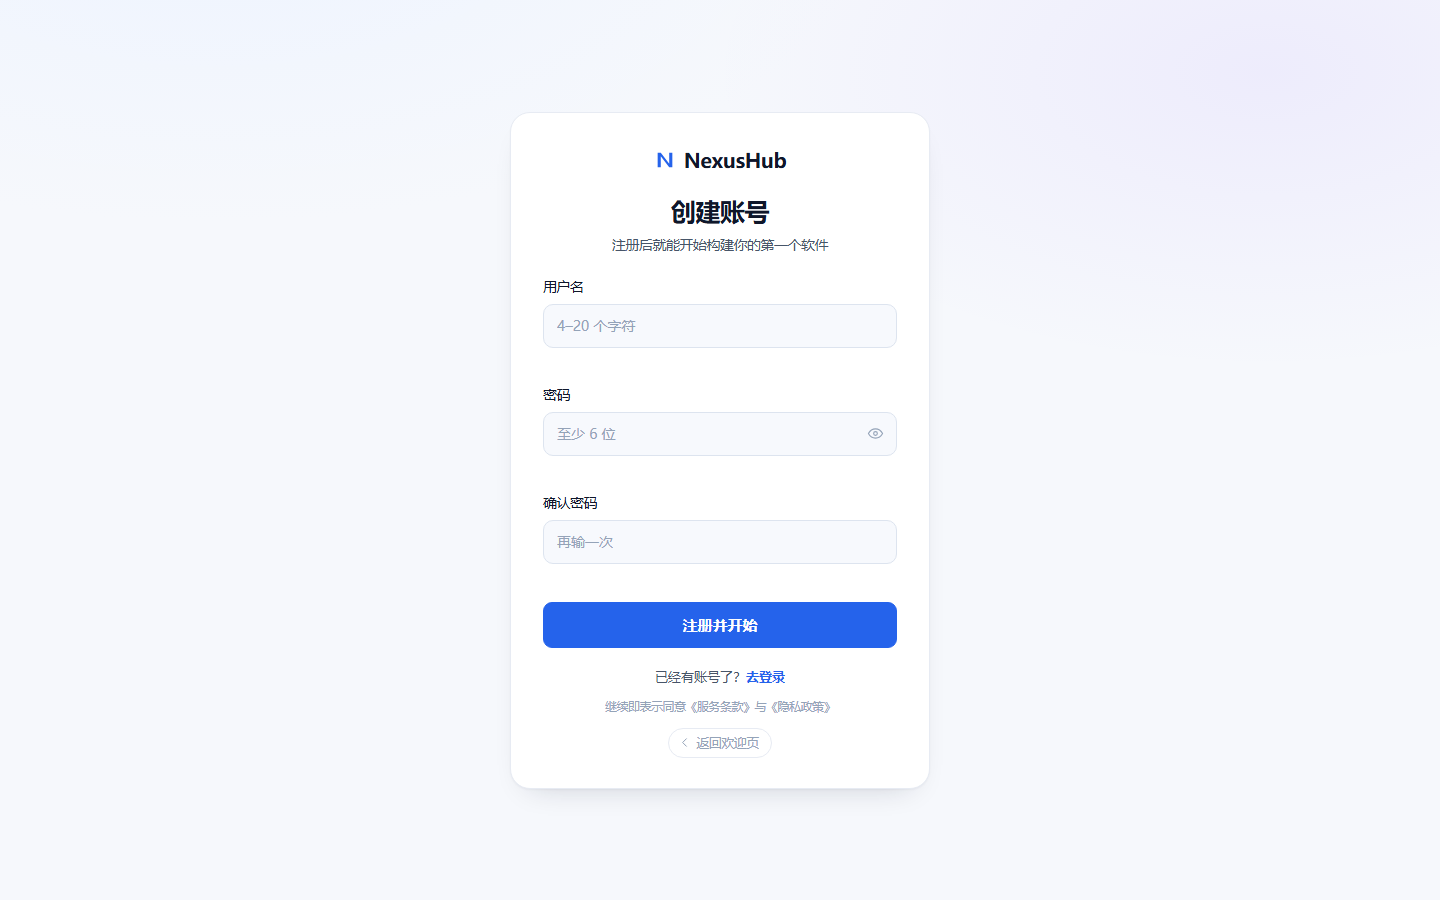 N NexusHub
创建账号
注册后就能开始构建你的第一个软件
用户名
4–20 个字符
密码
至少 6 位
确认密码
再输一次
注册并开始
已经有账号了？去登录
继续即表示同意《服务条款》与《隐私政策》
返回欢迎页